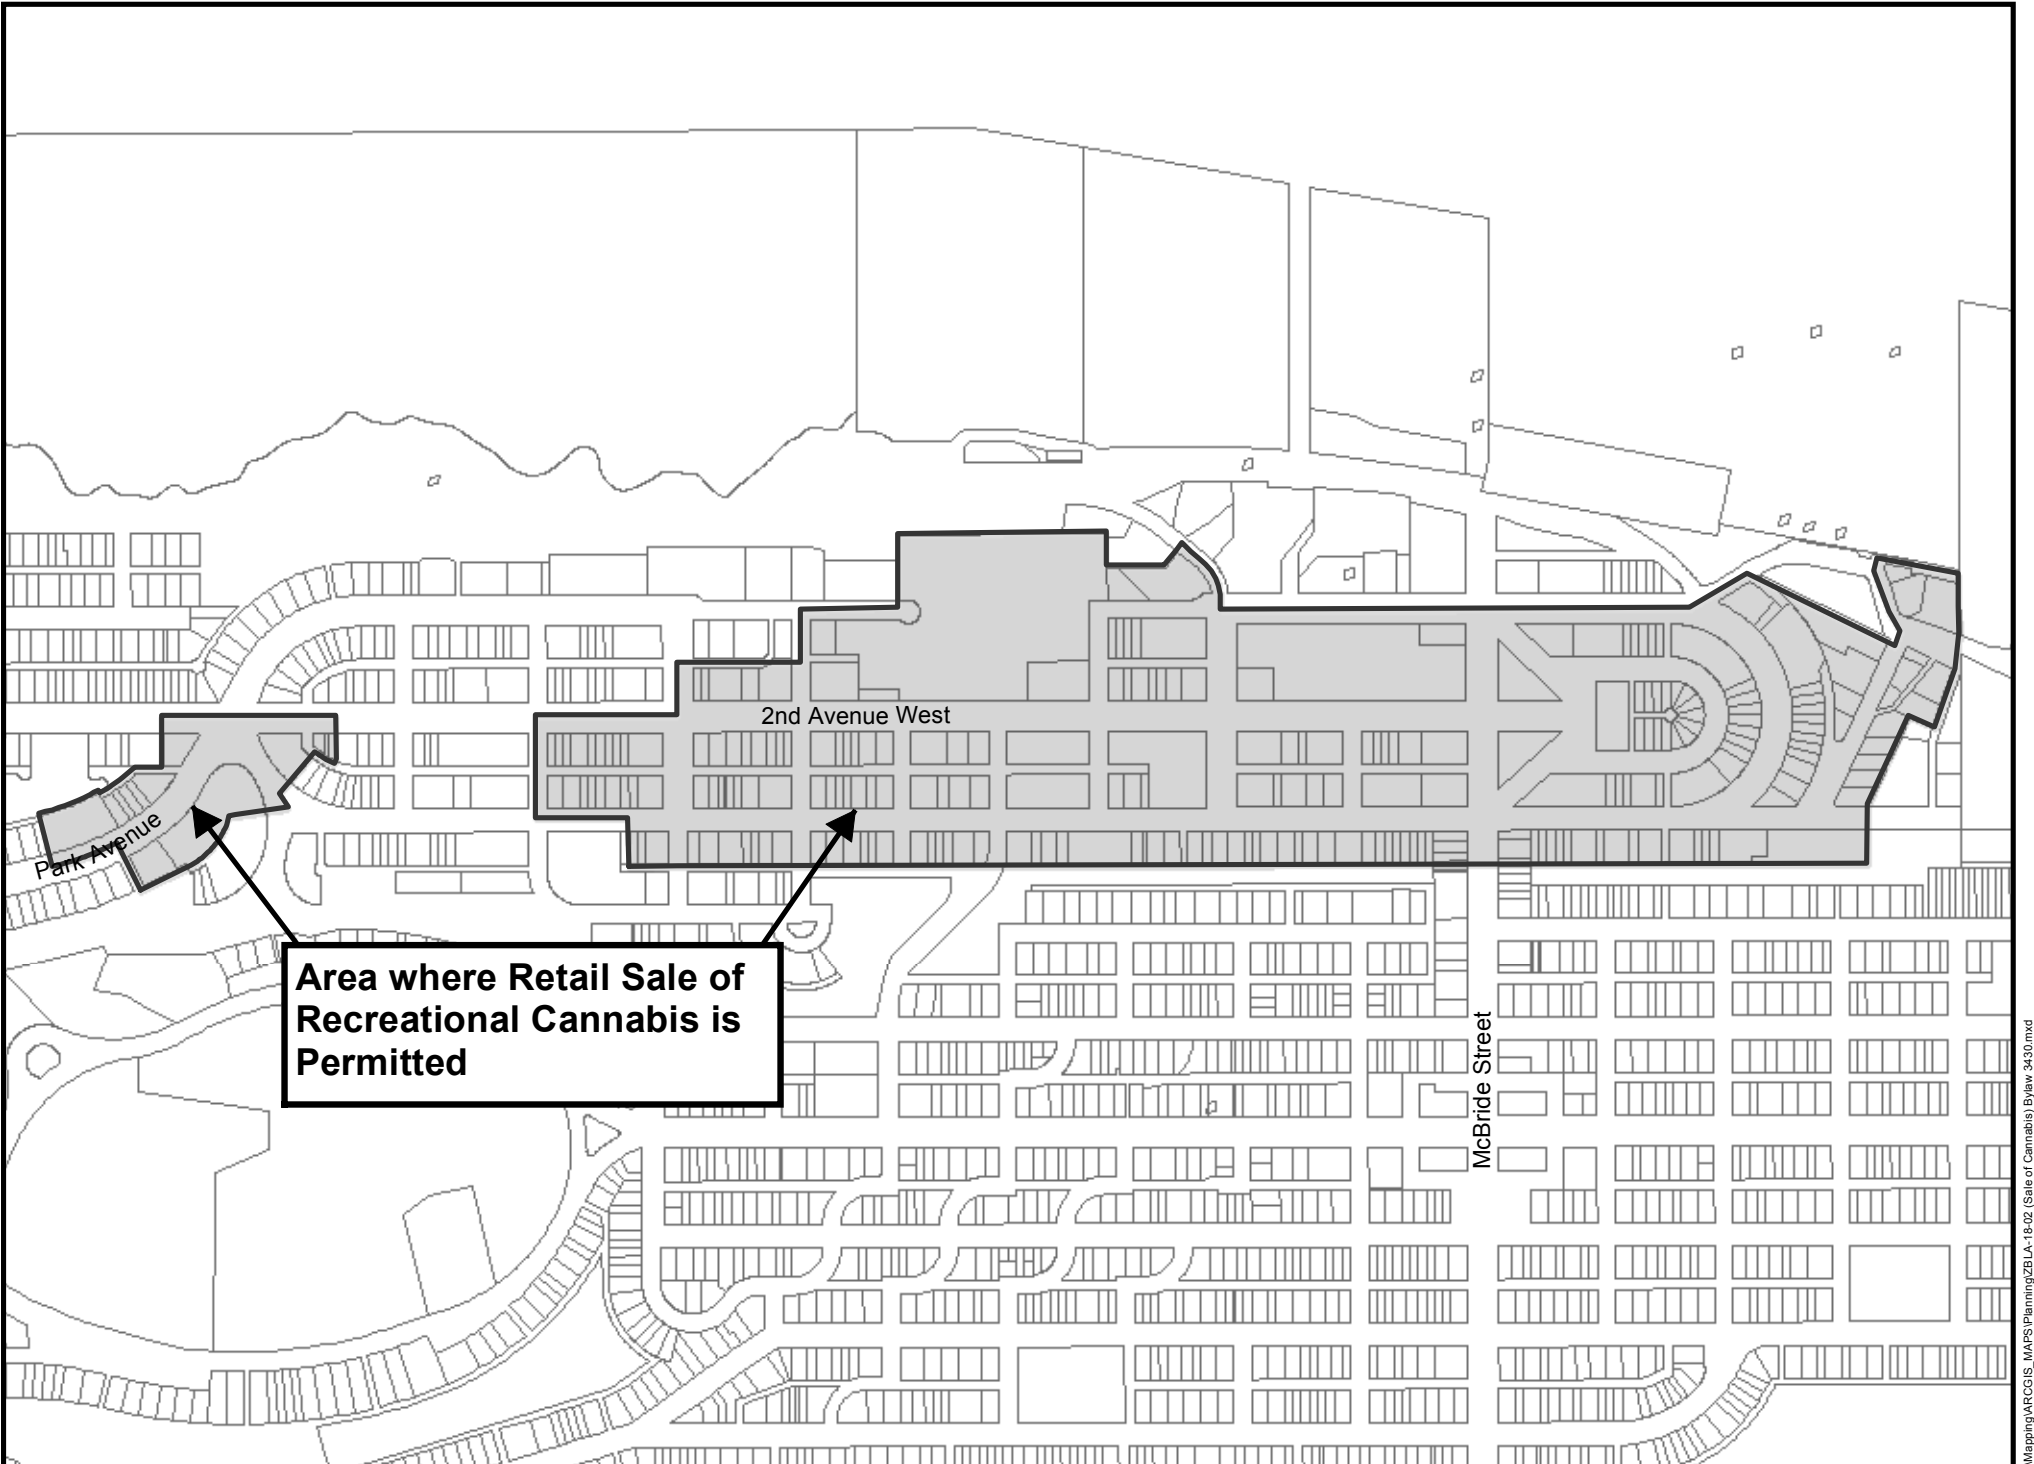 2nd Avenue West
Park Avenue
Area where Retail Sale of
Recreational Cannabis is
Permitted
McBride Street
\Mapping\ARCGIS_MAPS\Planning\ZBLA-18-02 (Sale of Cannabis) Bylaw 3430.mxd